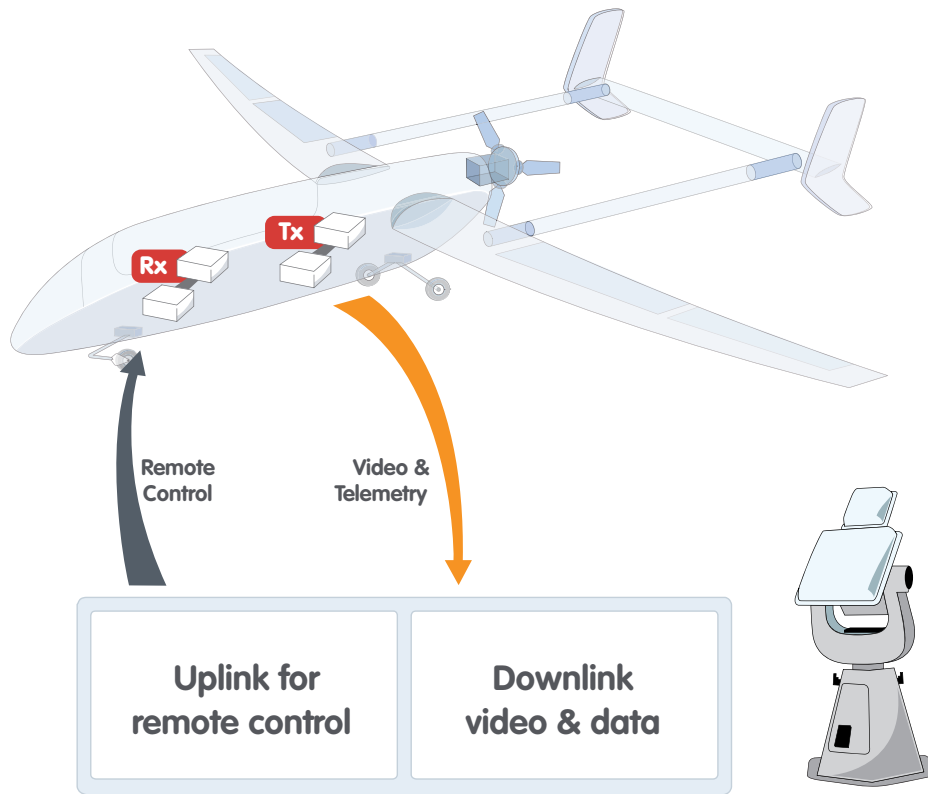 Tx
Rx
Remote
Control
Video &
Telemetry
Uplink for
remote control
Downlink
video & data